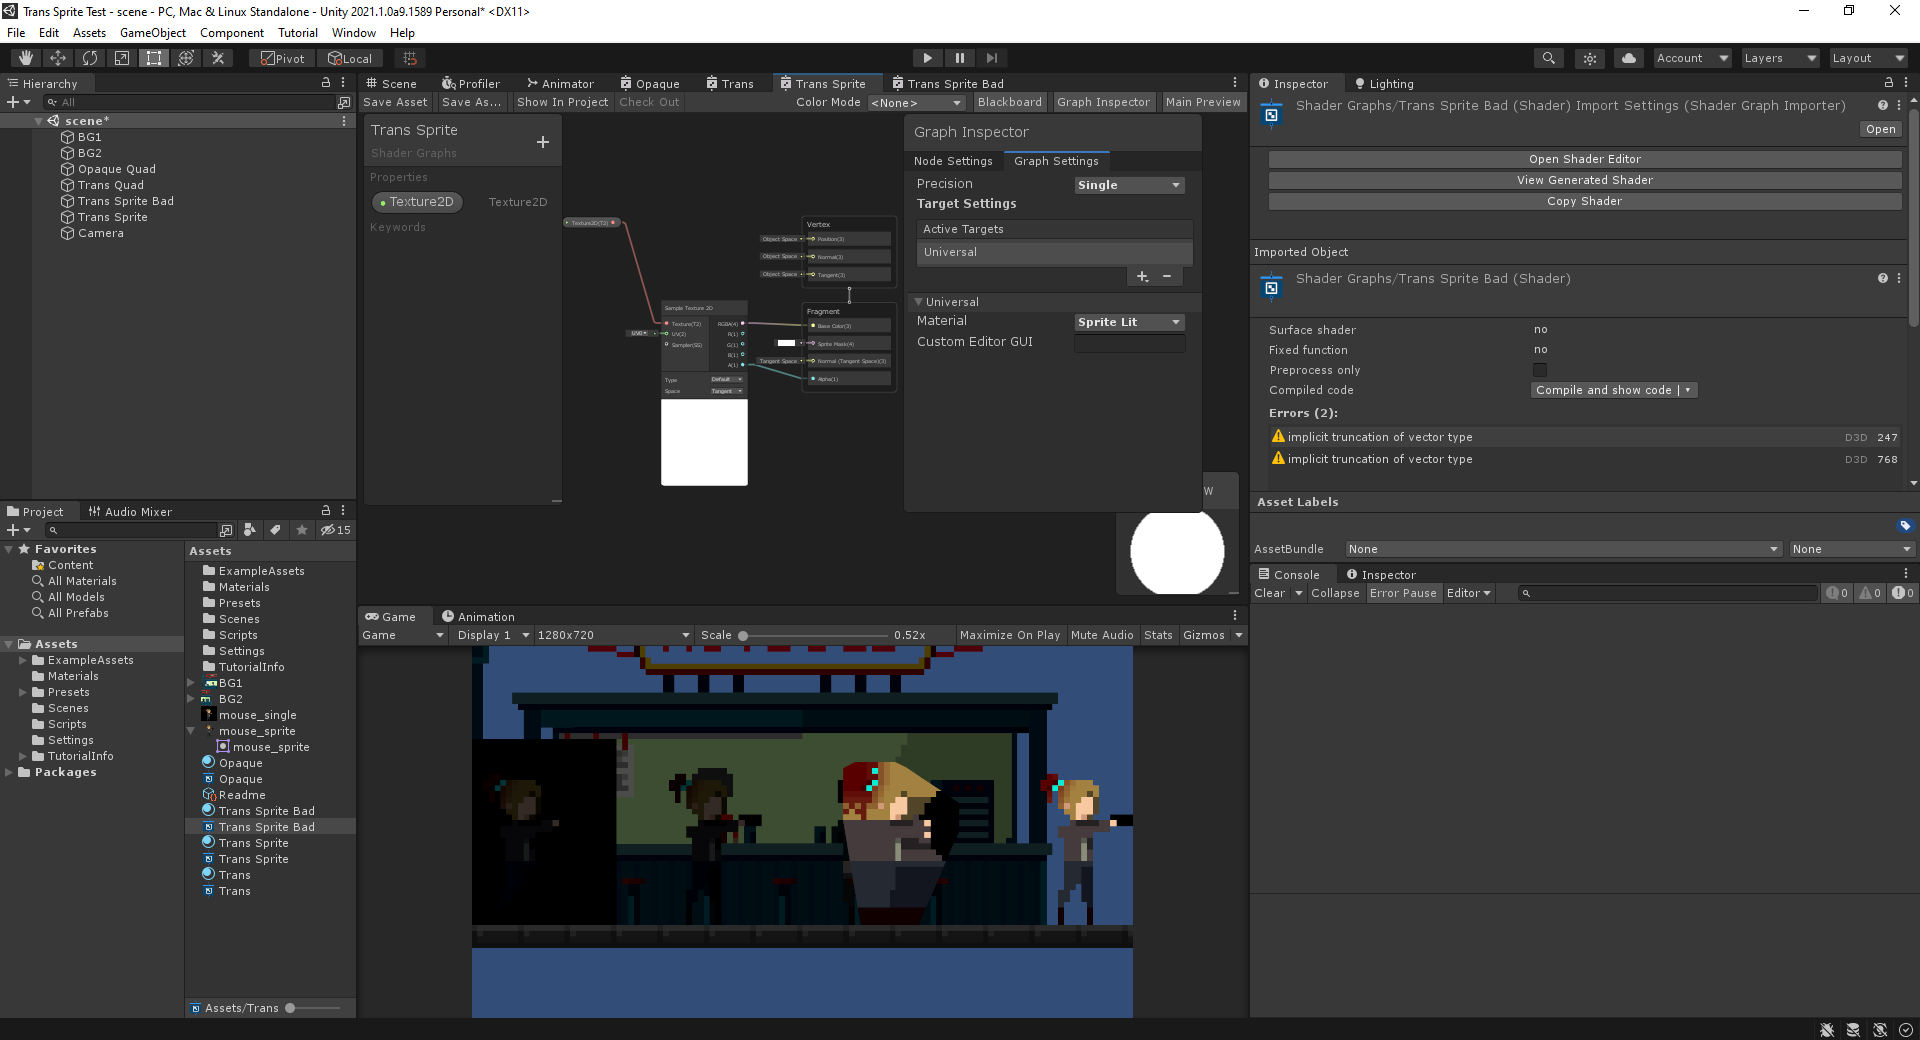 Trans Sprite Test - scene - PC, Mac & Linux Standalone - Unity 2021.1.0a9.1589 Personal* <DX11>
File Edit Assets GameObject Component Tutorial Window Help
Pivot Local Account Layers Layout
Hierarchy
All
scene*
BG1
BG2
Opaque Quad
Trans Quad
Trans Sprite Bad
Trans Sprite
Camera
Scene Profiler Animator Opaque Trans Trans Sprite Trans Sprite Bad
Save Asset Save As... Show In Project Check Out Color Mode <None> Blackboard Graph Inspector Main Preview
Trans Sprite
Shader Graphs
Properties
Texture2D Texture2D
Keywords
Texture2D(T2)
Sample Texture 2D
Texture(T2) RGBA(4)
UV0 UV(2) R(1)
Sampler(SS) G(1)
B(1)
A(1)
Type Default
Space Tangent
Vertex
Object Space Position(3)
Object Space Normal(3)
Object Space Tangent(3)
Fragment
Base Color(3)
Sprite Mask(4)
Tangent Space Normal (Tangent Space)(3)
Alpha(1)
Graph Inspector
Node Settings Graph Settings
Precision Single
Target Settings
Active Targets
Universal
Universal
Material Sprite Lit
Custom Editor GUI
W
Inspector Lighting
Shader Graphs/Trans Sprite Bad (Shader) Import Settings (Shader Graph Importer)
Open
Open Shader Editor
View Generated Shader
Copy Shader
Imported Object
Shader Graphs/Trans Sprite Bad (Shader)
Surface shader no
Fixed function no
Preprocess only
Compiled code Compile and show code
Errors (2):
implicit truncation of vector type D3D 247
implicit truncation of vector type D3D 768
Asset Labels
AssetBundle None None
Console Inspector
Clear Collapse Error Pause Editor 0 0 0
Project Audio Mixer
15
Favorites
Content
All Materials
All Models
All Prefabs
Assets
ExampleAssets
Materials
Presets
Scenes
Scripts
Settings
TutorialInfo
Packages
Assets
ExampleAssets
Materials
Presets
Scenes
Scripts
Settings
TutorialInfo
BG1
BG2
mouse_single
mouse_sprite
mouse_sprite
Opaque
Opaque
Readme
Trans Sprite Bad
Trans Sprite Bad
Trans Sprite
Trans Sprite
Trans
Trans
Assets/Trans
Game Animation
Game Display 1 1280x720 Scale 0.52x Maximize On Play Mute Audio Stats Gizmos